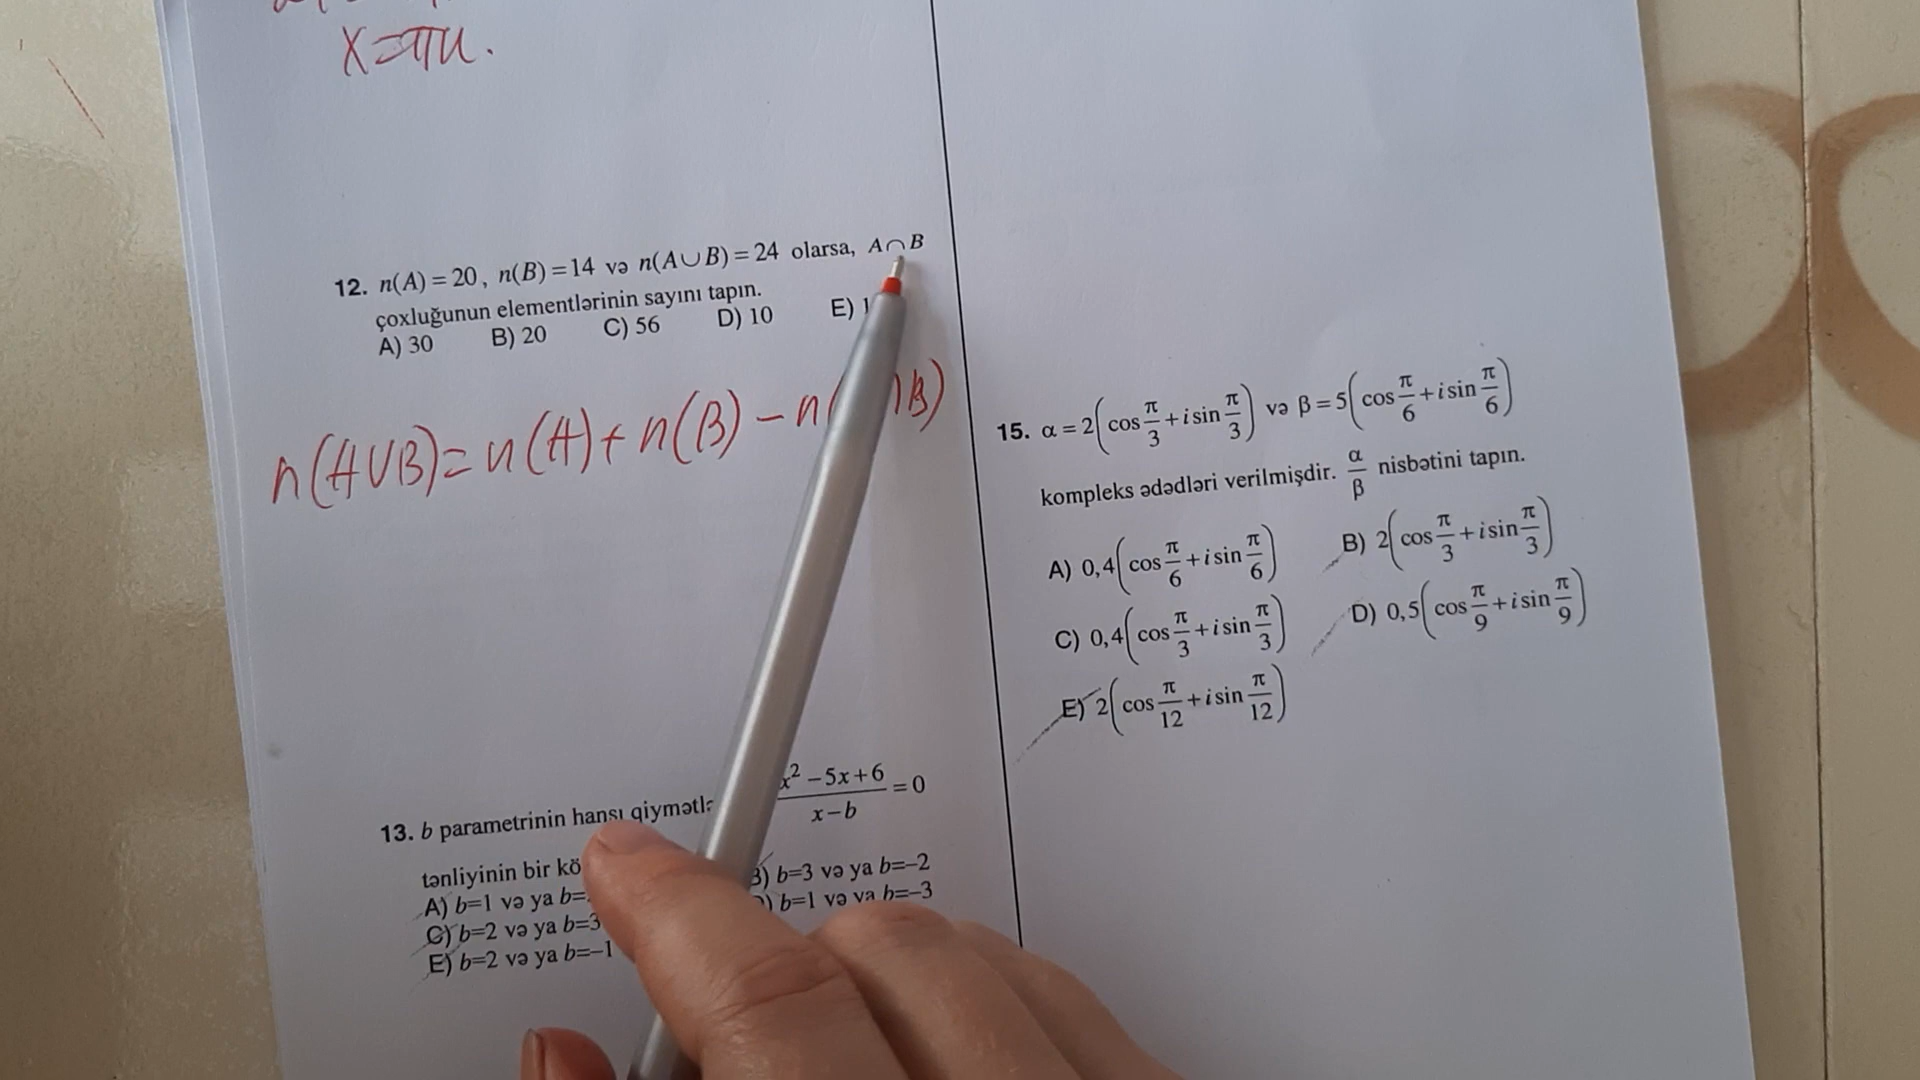 x=πn.
12. n(A) = 20, n(B) = 14 və n(A∪B) = 24 olarsa, A∩B
çoxluğunun elementlərinin sayını tapın.
A) 30 B) 20 C) 56 D) 10 E)
n(A∪B)=n(A)+n(B)-n( ∩B)
13. b parametrinin hansı x²-5x+6/x-b =0
tənliyinin bir
A) b=1 və ya b= B) b=3 və ya b=-2
C) b=2 və ya b=3 D) b=1 və ya b=-3
E) b=2 və ya b=-1
15. α=2(cos π/3 + i sin π/3) və β=5(cos π/6 + i sin π/6)
kompleks ədədləri verilmişdir. α/β nisbətini tapın.
A) 0,4(cos π/6 + i sin π/6) B) 2(cos π/3 + i sin π/3)
C) 0,4(cos π/3 + i sin π/3) D) 0,5(cos π/9 + i sin π/9)
E) 2(cos π/12 + i sin π/12)